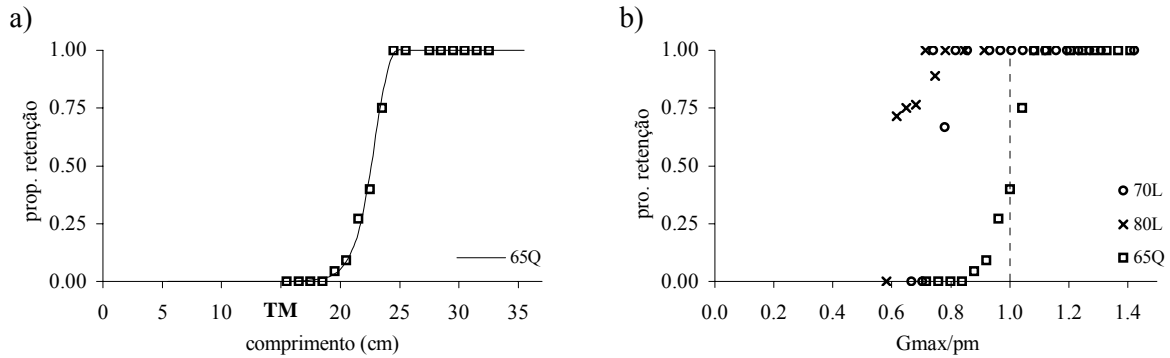 a)
1.00
0.75
0.50
0.25
0.00
prop. retenção
65Q
0 5 10 TM 20 25 30 35
comprimento (cm)
b)
1.00
0.75
0.50
0.25
0.00
pro. retenção
70L
80L
65Q
0.0 0.2 0.4 0.6 0.8 1.0 1.2 1.4
Gmax/pm